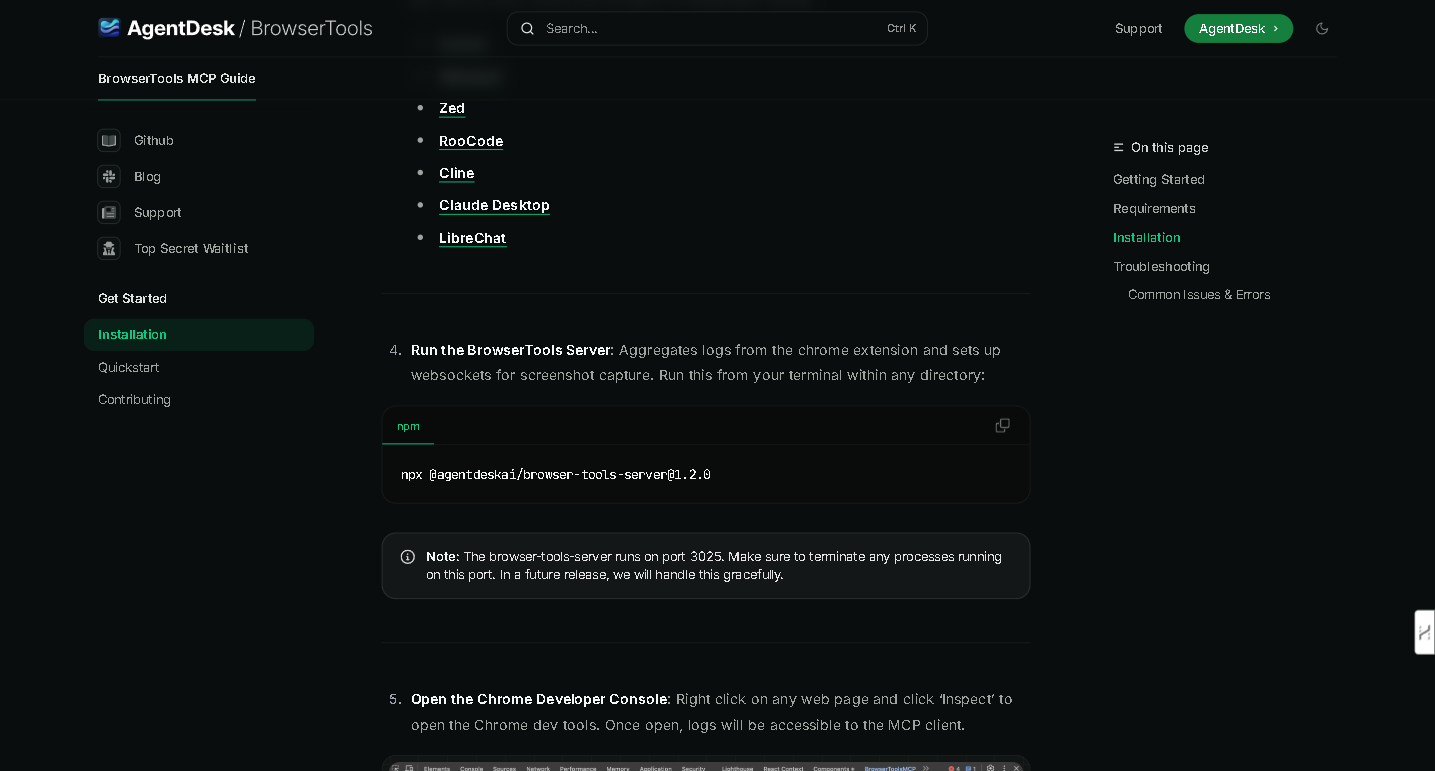 AgentDesk / BrowserTools
Search...
Ctrl K
Support
AgentDesk
BrowserTools MCP Guide
Github
Blog
Support
Top Secret Waitlist
Get Started
Installation
Quickstart
Contributing
• Zed
• RooCode
• Cline
• Claude Desktop
• LibreChat
4. Run the BrowserTools Server: Aggregates logs from the chrome extension and sets up
websockets for screenshot capture. Run this from your terminal within any directory:
npm
npx @agentdeskai/browser-tools-server@1.2.0
Note: The browser-tools-server runs on port 3025. Make sure to terminate any processes running
on this port. In a future release, we will handle this gracefully.
5. Open the Chrome Developer Console: Right click on any web page and click ‘Inspect’ to
open the Chrome dev tools. Once open, logs will be accessible to the MCP client.
Elements Console Sources Network Performance Memory Application Security Lighthouse React Context Components BrowserToolsMCP 4 1
On this page
Getting Started
Requirements
Installation
Troubleshooting
Common Issues & Errors